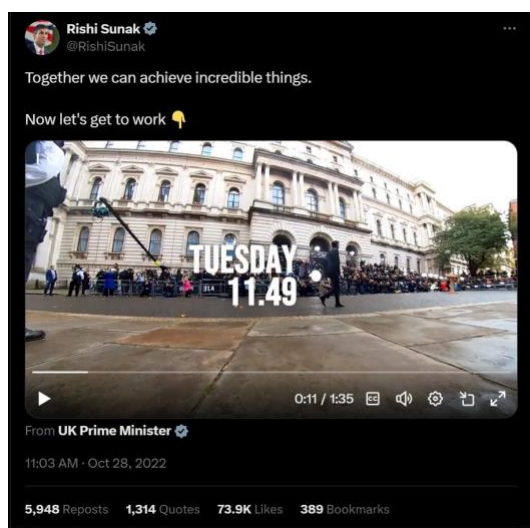 Rishi Sunak
@RishiSunak
Together we can achieve incredible things.
Now let's get to work
TUESDAY
11.49
0:11 / 1:35
CC
From UK Prime Minister
11:03 AM · Oct 28, 2022
5,948 Reposts 1,314 Quotes 73.9K Likes 389 Bookmarks